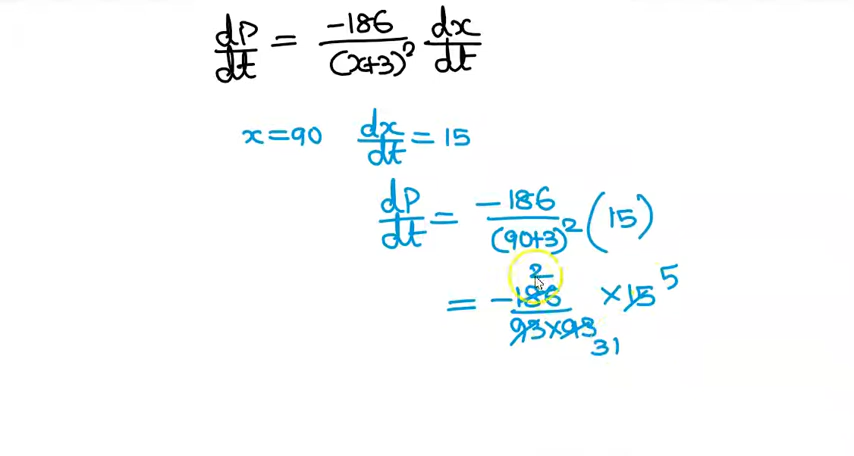 dP/dt = -186/(x+3)² dx/dt
x=90 dx/dt = 15
dP/dt = -186/(90+3)² (15)
= -186/93×93 ×15
2 5 31